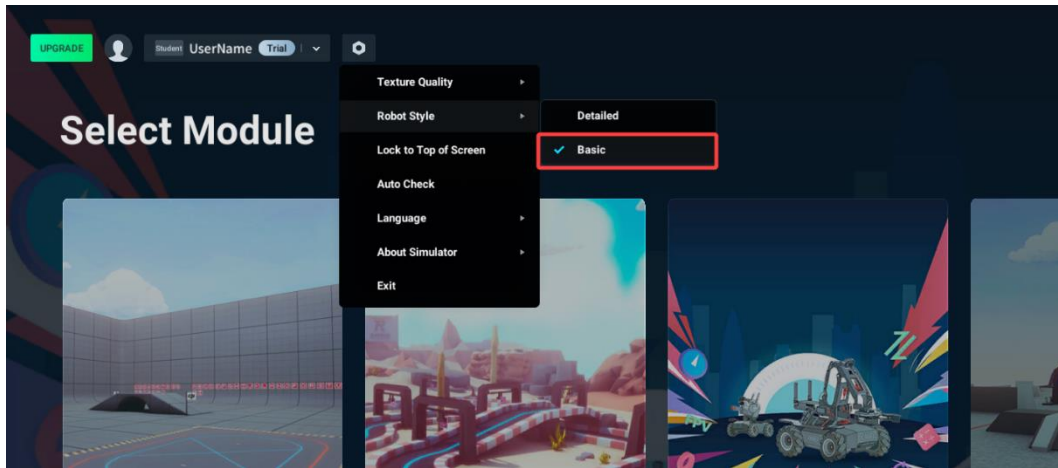 UPGRADE
Student UserName Trial
Select Module
Texture Quality
Robot Style
Lock to Top of Screen
Auto Check
Language
About Simulator
Exit
Detailed
Basic
FPV